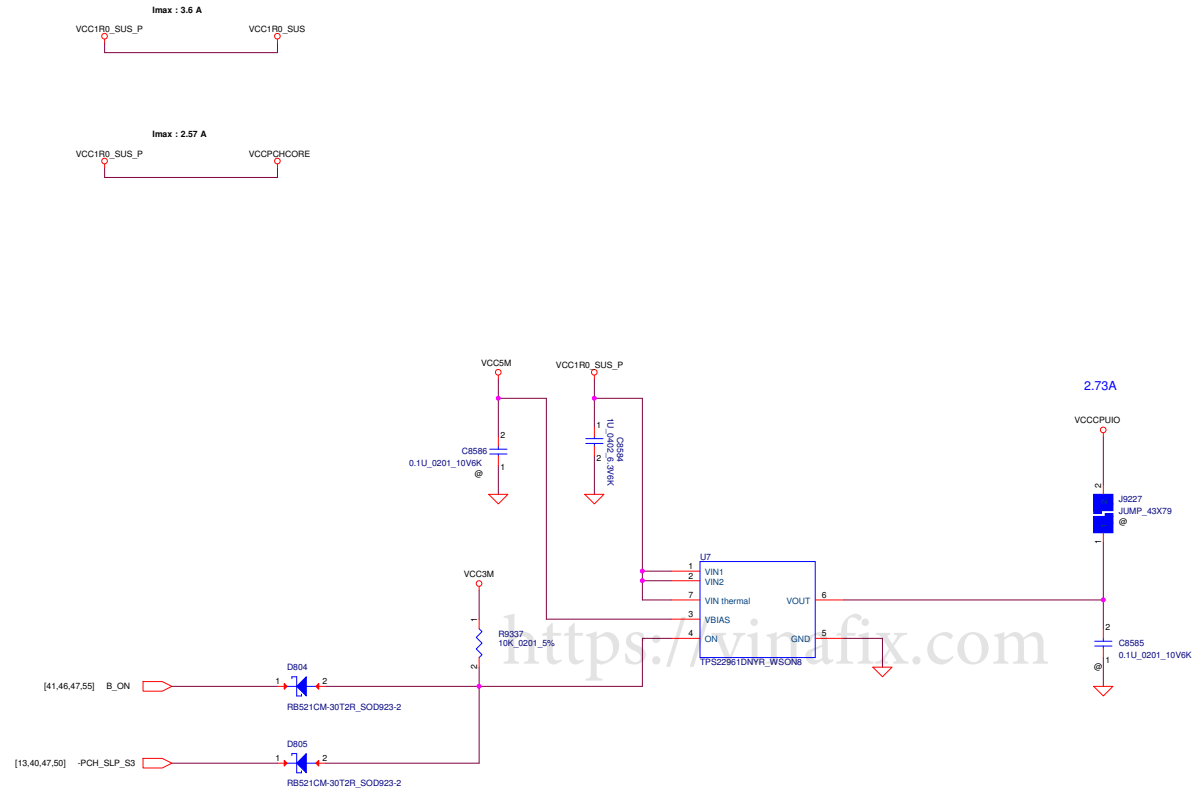 Imax : 3.6 A
VCC1R0_SUS_P VCC1R0_SUS
Imax : 2.57 A
VCC1R0_SUS_P VCCPCHCORE
VCC5M VCC1R0_SUS_P
2.73A
VCCCPUIO
2
C8586
0.1U_0201_10V6K
@
1
1
C8584
1U_0402_6.3V6K
2
2
J9227
JUMP_43X79
@
1
U7
1 VIN1
2 VIN2
7 VIN thermal
VOUT 6
3 VBIAS
4 ON
GND 5
TPS22961DNYR_WSON8
VCC3M
1
R9337
10K_0201_5%
2
2
C8585
0.1U_0201_10V6K
@
1
https://vinafix.com
D804
[41,46,47,55] B_ON 1 2
RB521CM-30T2R_SOD923-2
D805
[13,40,47,50] -PCH_SLP_S3 1 2
RB521CM-30T2R_SOD923-2